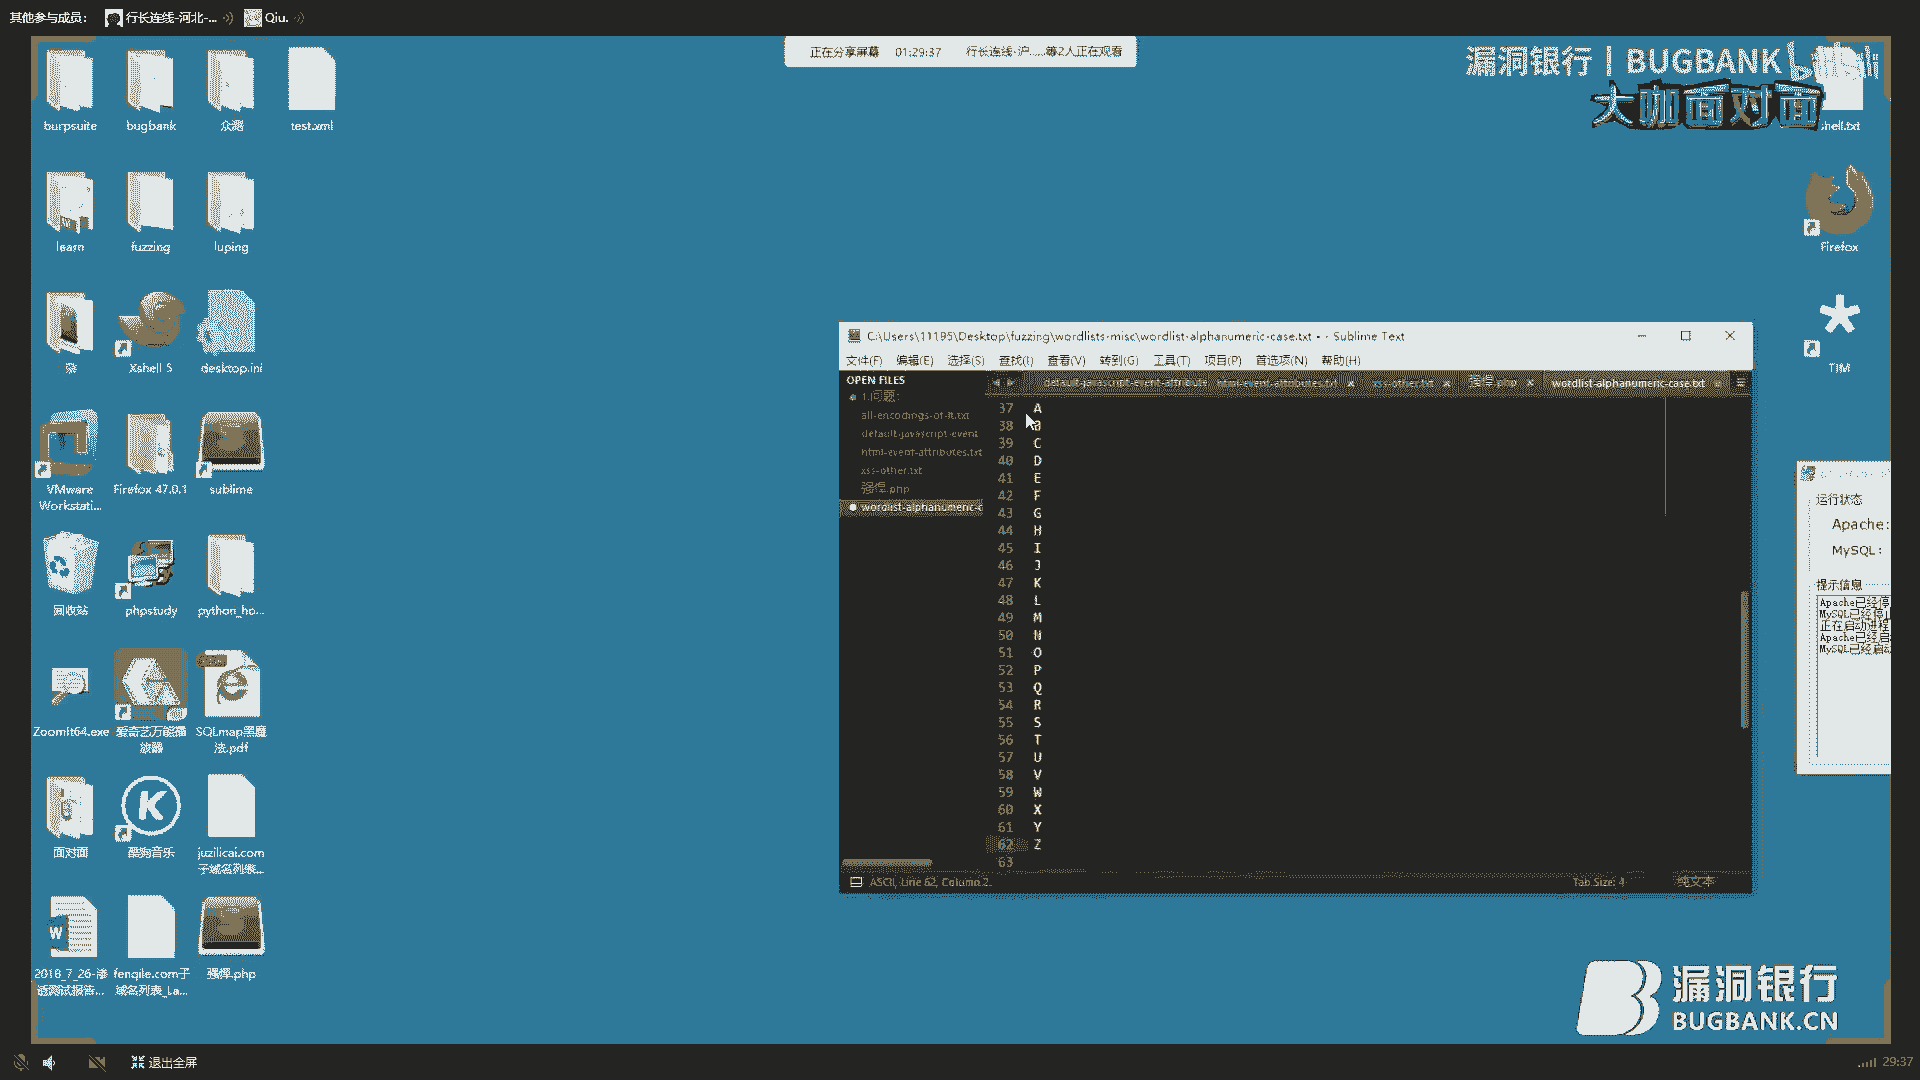 其他参与成员： 行长连线-河北-... Qiu.
正在分享屏幕 01:29:37 行长连线-沪......等2人正在观看
漏洞银行 | BUGBANK bilibili
大咖面对面
burpsuite bugbank 众测 test.xml
shell.txt
learn fuzzing luping
Firefox
杂 Xshell 5 desktop.ini
TIM
VMware Workstati... Firefox 47.0.1 sublime
回收站 phpstudy python_ho...
Zoomit64.exe 爱奇艺万能播放器 SQLmap黑魔法.pdf
面对面 酷狗音乐 juzilicai.com子域名列表...
2018_7_26-渗透测试报告... fenqile.com子域名列表_La... 强悍.php
C:\Users\11195\Desktop\fuzzing\wordlists-misc\wordlist-alphanumeric-case.txt • - Sublime Text
文件(F) 编辑(E) 选择(S) 查找(I) 查看(V) 转到(G) 工具(T) 项目(P) 首选项(N) 帮助(H)
OPEN FILES
1.问题：
all-encodings-of-lt.txt
default-javascript-event
html-event-attributes.txt
xss-other.txt
强悍.php
wordlist-alphanumeric-c
default-javascript-event-attribute html-event-attributes.txt xss-other.txt 强悍.php wordlist-alphanumeric-case.txt
37 A
38 B
39 C
40 D
41 E
42 F
43 G
44 H
45 I
46 J
47 K
48 L
49 M
50 N
51 O
52 P
53 Q
54 R
55 S
56 T
57 U
58 V
59 W
60 X
61 Y
62 Z
63
ASCII, Line 62, Column 2 Tab Size: 4 纯文本
运行状态
Apache:
MySQL:
提示信息
Apache已经停
MySQL已经停止
正在启动进程
Apache已经启
MySQL已经启动
漏洞银行
BUGBANK.CN
退出全屏
29:37